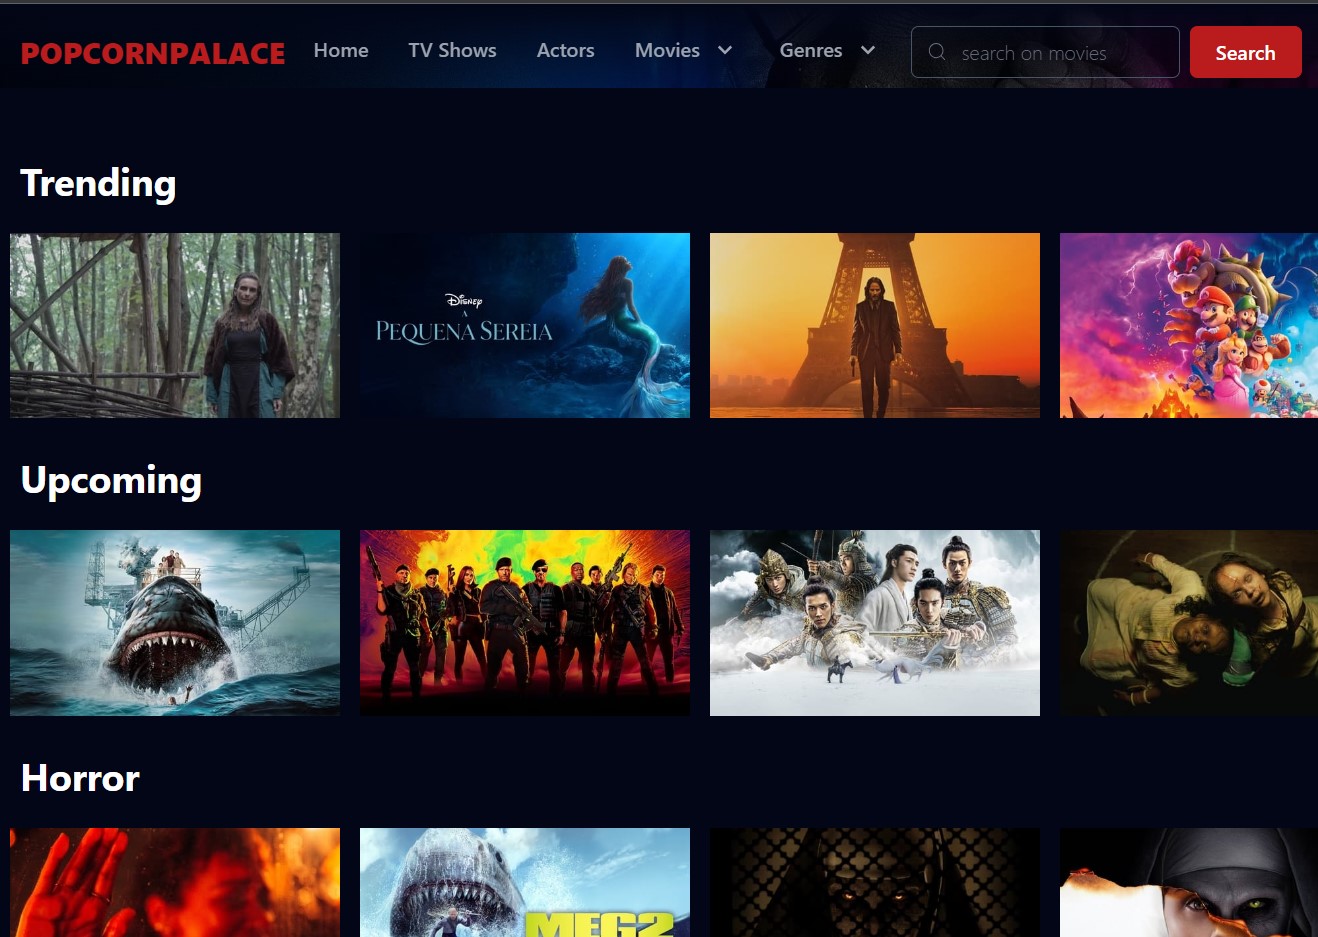 POPCORNPALACE Home TV Shows Actors Movies Genres search on movies Search
Trending
Disney
A
PEQUENA SEREIA
Upcoming
Horror
MEG2